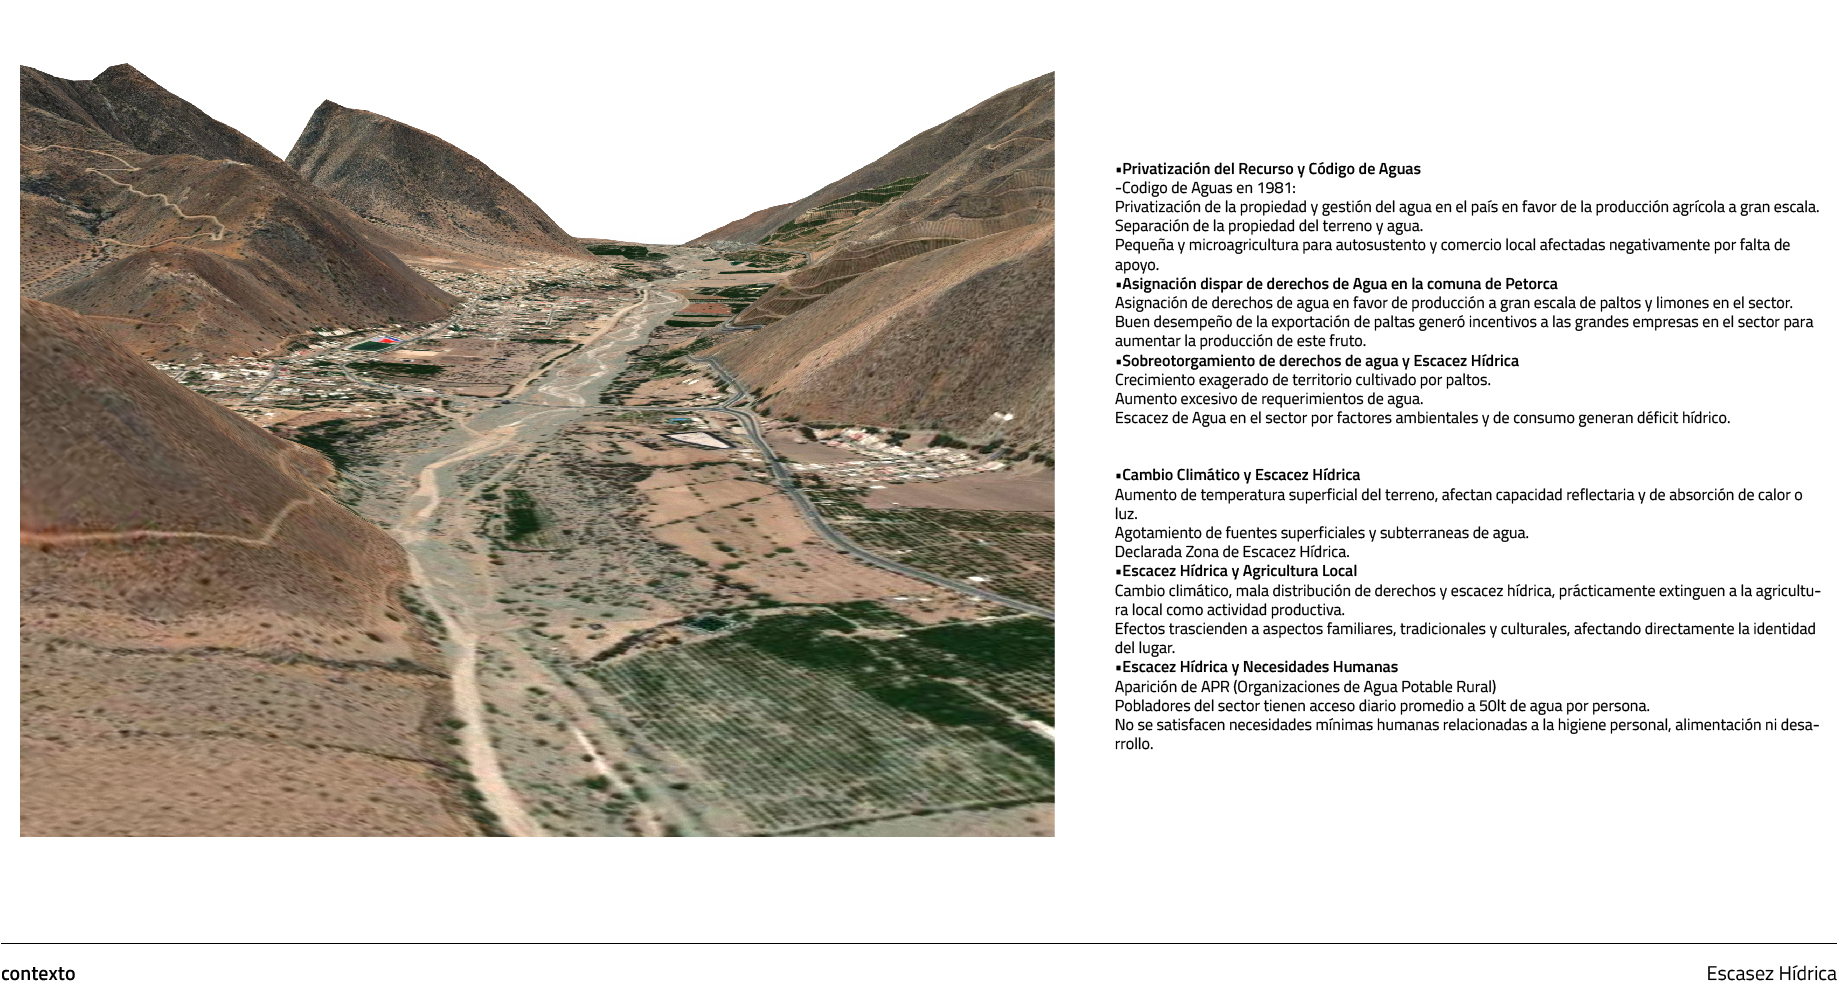 ▪Privatización del Recurso y Código de Aguas
-Codigo de Aguas en 1981:
Privatización de la propiedad y gestión del agua en el país en favor de la producción agrícola a gran escala.
Separación de la propiedad del terreno y agua.
Pequeña y microagricultura para autosustento y comercio local afectadas negativamente por falta de
apoyo.
▪Asignación dispar de derechos de Agua en la comuna de Petorca
Asignación de derechos de agua en favor de producción a gran escala de paltos y limones en el sector.
Buen desempeño de la exportación de paltas generó incentivos a las grandes empresas en el sector para
aumentar la producción de este fruto.
▪Sobreotorgamiento de derechos de agua y Escacez Hídrica
Crecimiento exagerado de territorio cultivado por paltos.
Aumento excesivo de requerimientos de agua.
Escacez de Agua en el sector por factores ambientales y de consumo generan déficit hídrico.
▪Cambio Climático y Escacez Hídrica
Aumento de temperatura superficial del terreno, afectan capacidad reflectaria y de absorción de calor o
luz.
Agotamiento de fuentes superficiales y subterraneas de agua.
Declarada Zona de Escacez Hídrica.
▪Escacez Hídrica y Agricultura Local
Cambio climático, mala distribución de derechos y escacez hídrica, prácticamente extinguen a la agricultu-
ra local como actividad productiva.
Efectos trascienden a aspectos familiares, tradicionales y culturales, afectando directamente la identidad
del lugar.
▪Escacez Hídrica y Necesidades Humanas
Aparición de APR (Organizaciones de Agua Potable Rural)
Pobladores del sector tienen acceso diario promedio a 50lt de agua por persona.
No se satisfacen necesidades mínimas humanas relacionadas a la higiene personal, alimentación ni desa-
rrollo.
contexto
Escasez Hídrica